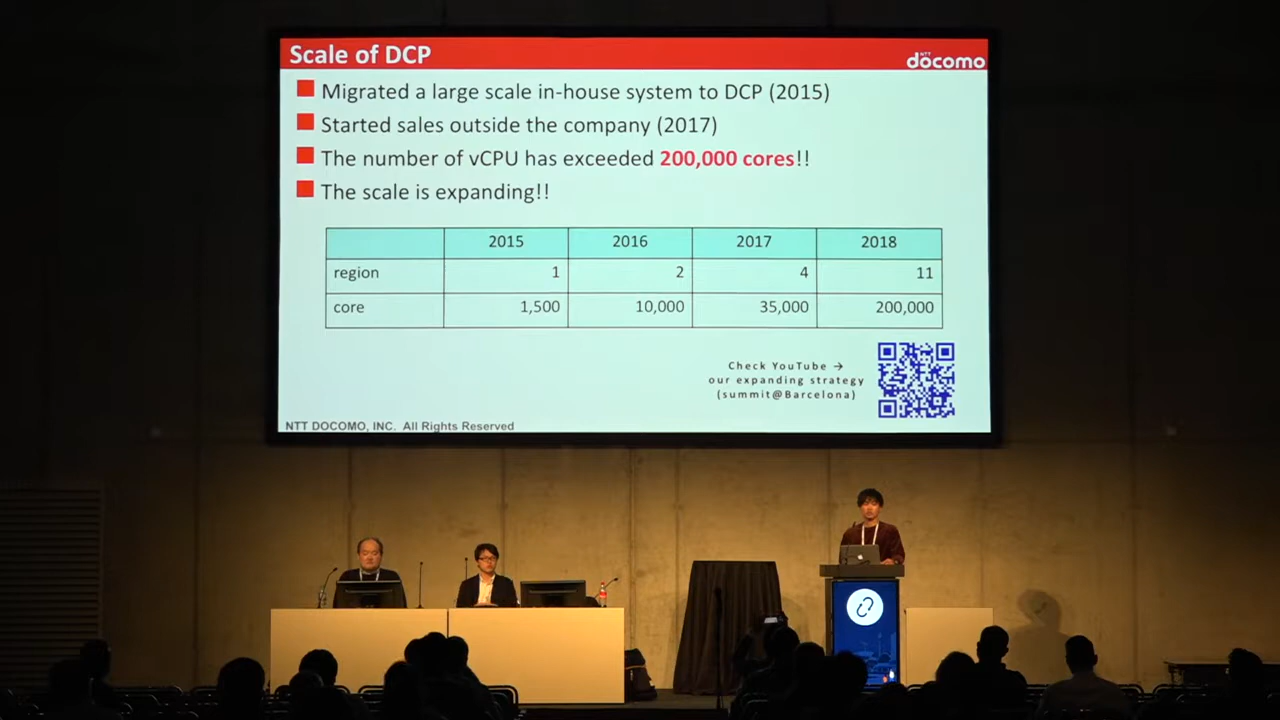 Scale of DCP
NTT
docomo
Migrated a large scale in-house system to DCP (2015)
Started sales outside the company (2017)
The number of vCPU has exceeded 200,000 cores!!
The scale is expanding!!
2015 2016 2017 2018
region 1 2 4 11
core 1,500 10,000 35,000 200,000
Check YouTube →
our expanding strategy
(summit@Barcelona)
NTT DOCOMO, INC. All Rights Reserved